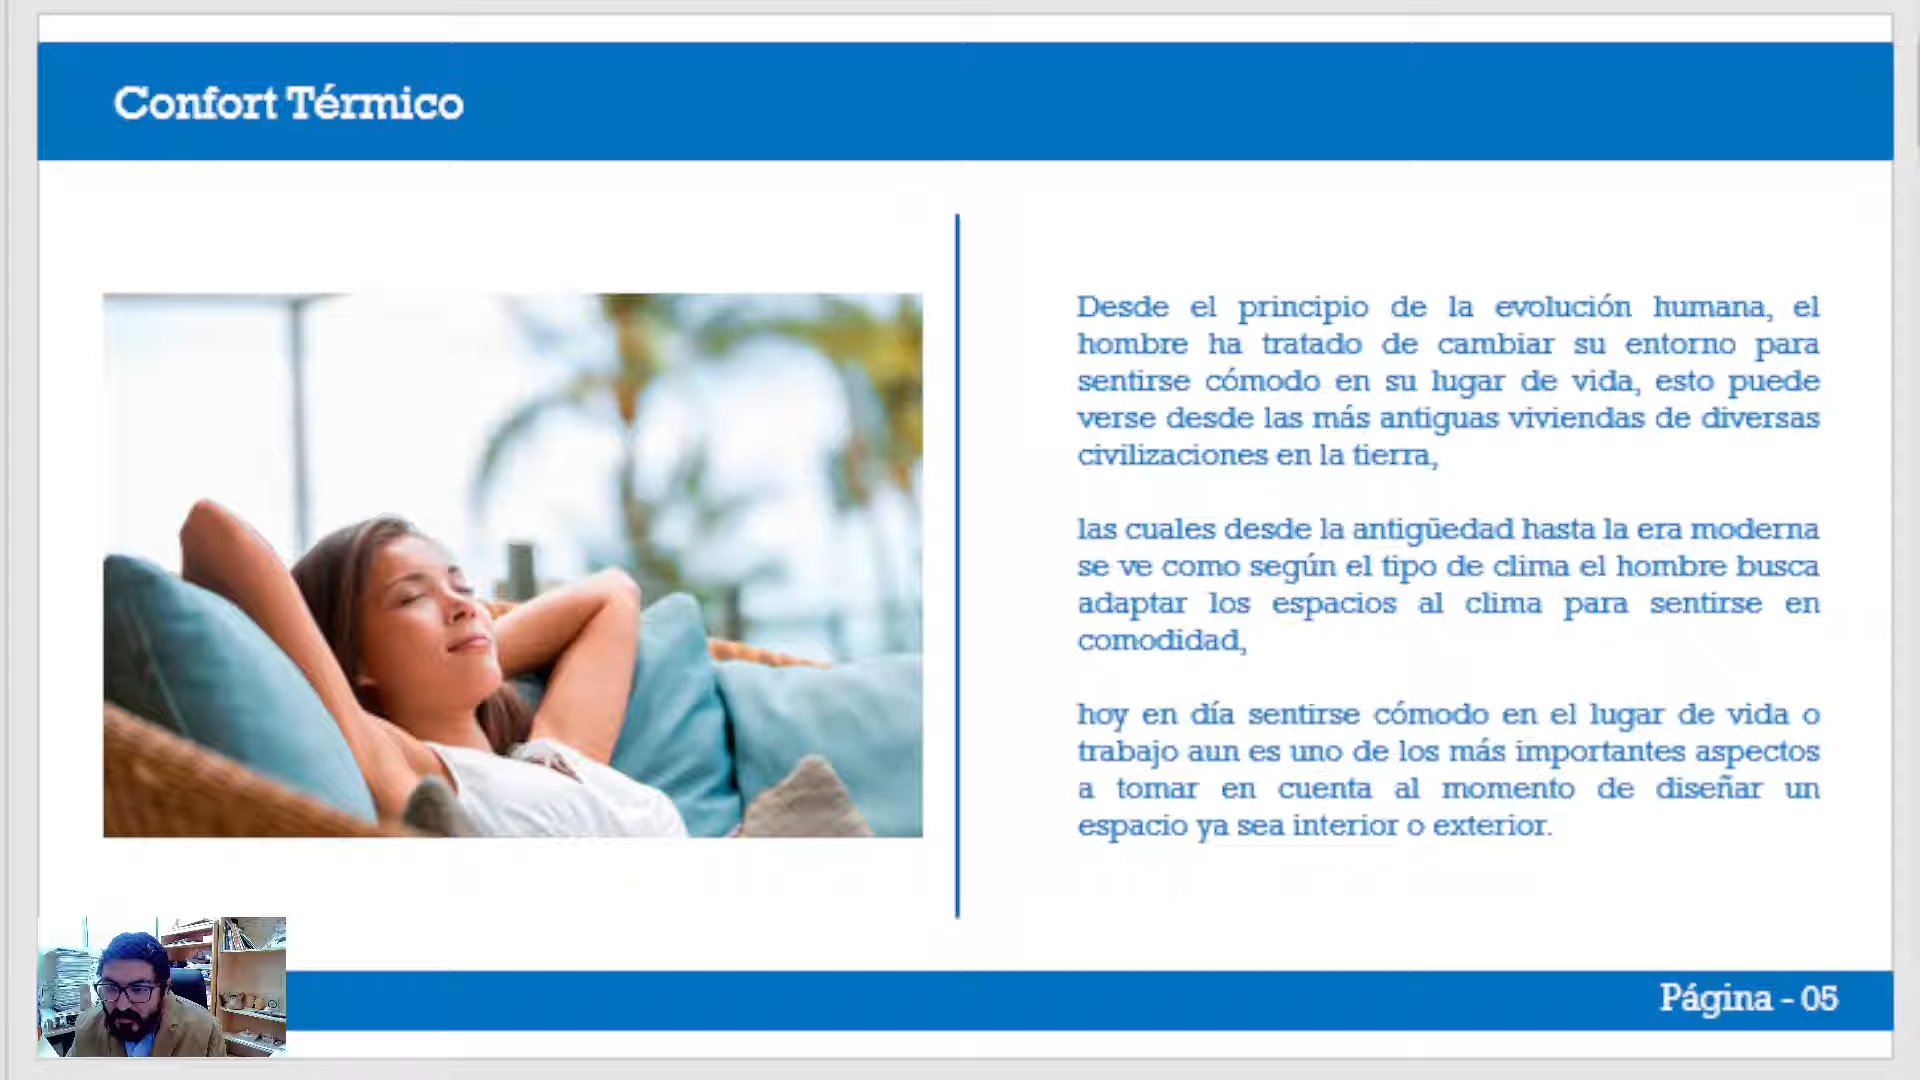 Confort Térmico
Desde el principio de la evolución humana, el
hombre ha tratado de cambiar su entorno para
sentirse cómodo en su lugar de vida, esto puede
verse desde las más antiguas viviendas de diversas
civilizaciones en la tierra,
las cuales desde la antigüedad hasta la era moderna
se ve como según el tipo de clima el hombre busca
adaptar los espacios al clima para sentirse en
comodidad,
hoy en día sentirse cómodo en el lugar de vida o
trabajo aun es uno de los más importantes aspectos
a tomar en cuenta al momento de diseñar un
espacio ya sea interior o exterior.
Página - 05